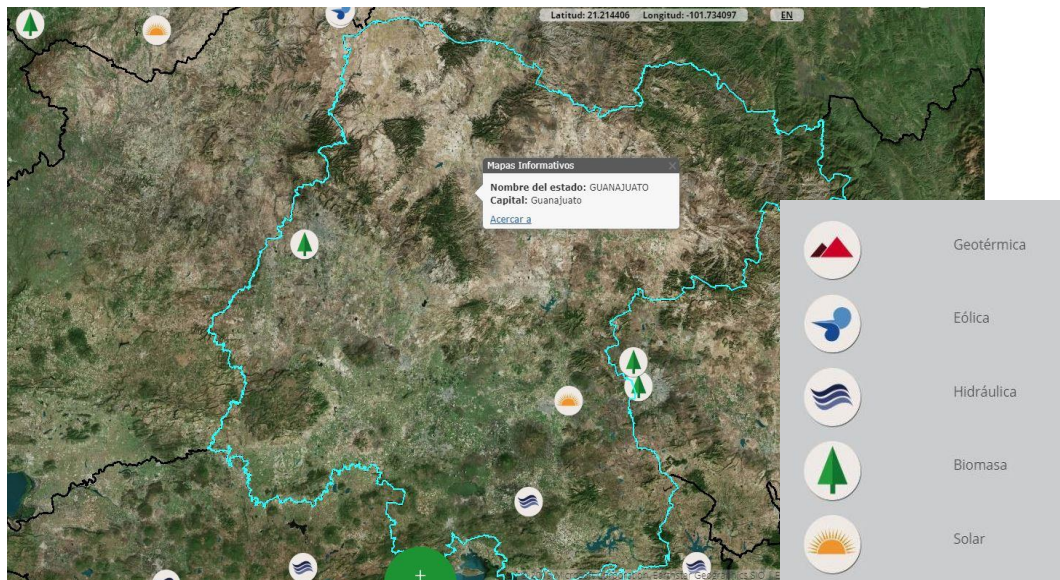 Latitud: 21.214406 Longitud: -101.734097 EN
Mapas Informativos
Nombre del estado: GUANAJUATO
Capital: Guanajuato
Acercar a
Geotérmica
Eólica
Hidráulica
Biomasa
Solar
+